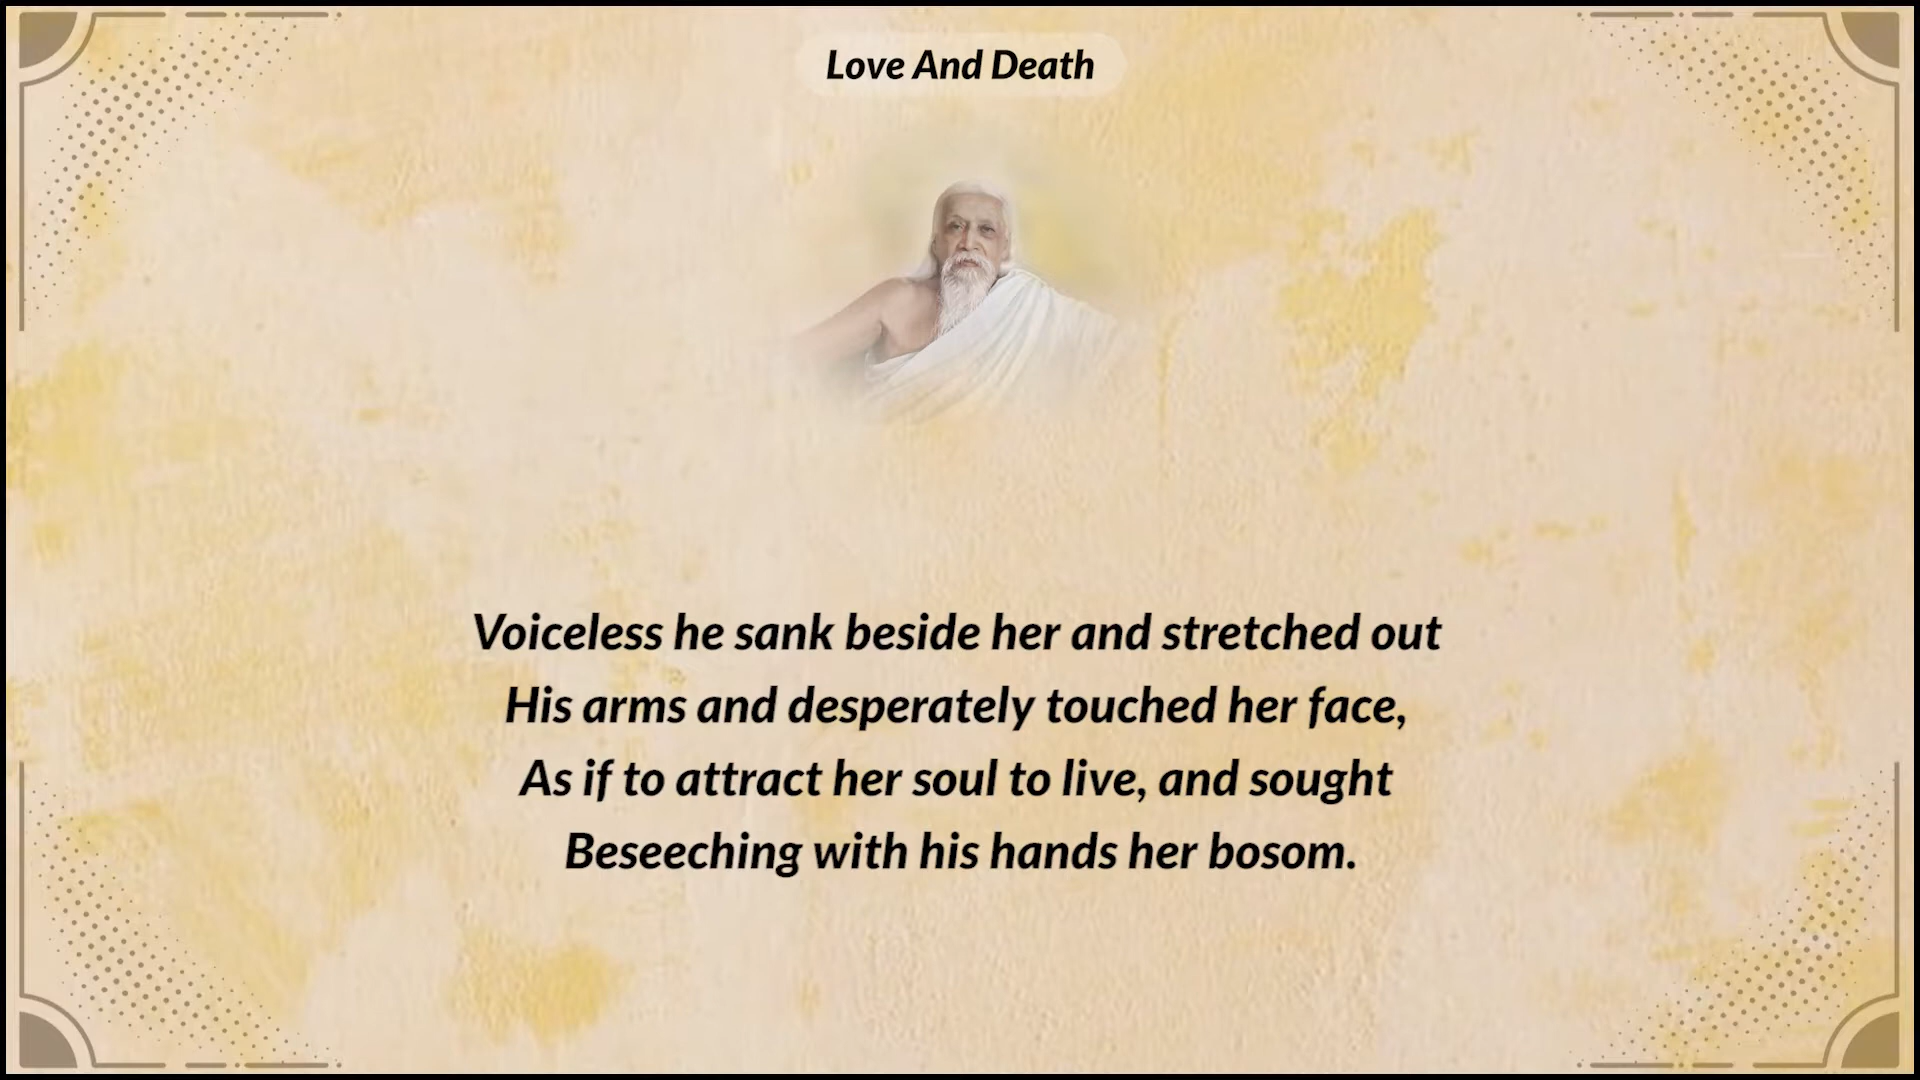 Love And Death
Voiceless he sank beside her and stretched out
His arms and desperately touched her face,
As if to attract her soul to live, and sought
Beseeching with his hands her bosom.